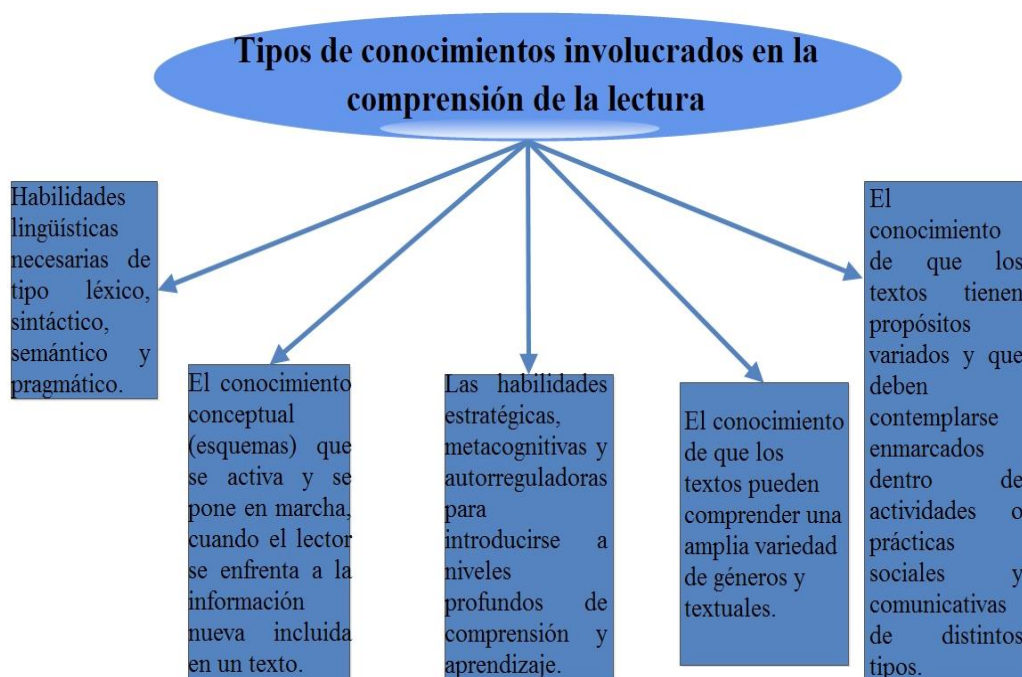 Tipos de conocimientos involucrados en la
comprensión de la lectura
Habilidades
lingüísticas
necesarias de
tipo léxico,
sintáctico,
semántico y
pragmático.
El conocimiento
conceptual
(esquemas) que
se activa y se
pone en marcha,
cuando el lector
se enfrenta a la
información
nueva incluida
en un texto.
Las habilidades
estratégicas,
metacognitivas y
autorreguladoras
para
introducirse a
niveles
profundos de
comprensión y
aprendizaje.
El conocimiento
de que los
textos pueden
comprender una
amplia variedad
de géneros y
textuales.
El
conocimiento
de que los
textos tienen
propósitos
variados y que
deben
contemplarse
enmarcados
dentro de
actividades o
prácticas
sociales y
comunicativas
de distintos
tipos.